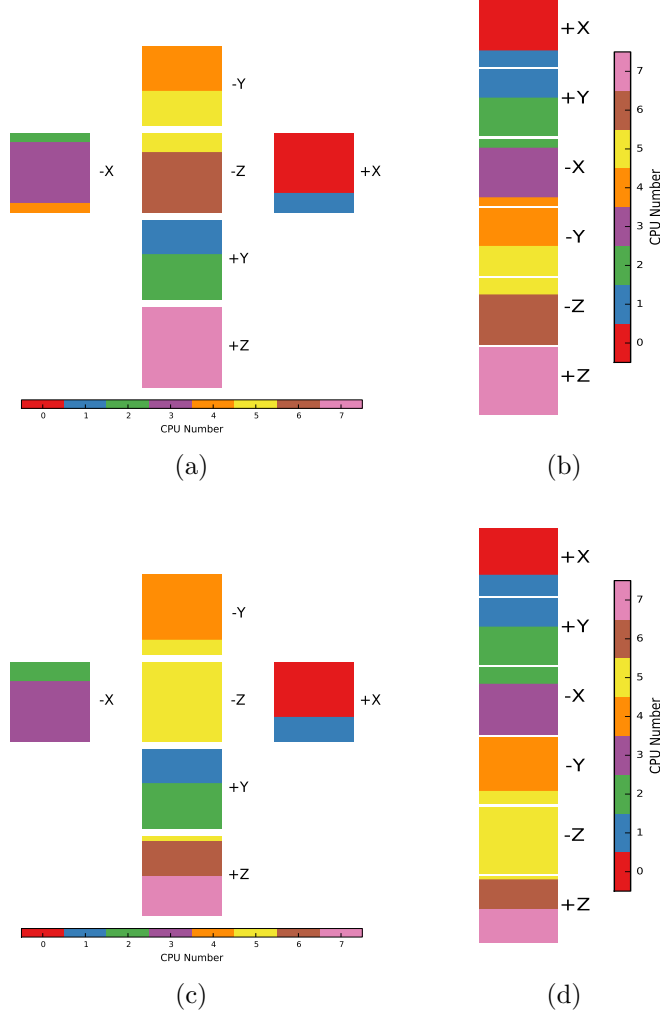 -Y
-X
-Z
+X
+Y
+Z
0 1 2 3 4 5 6 7
CPU Number
(a)
+X
+Y
-X
-Y
-Z
+Z
7
6
5
4
3
2
1
0
CPU Number
(b)
-Y
-X
-Z
+X
+Y
+Z
0 1 2 3 4 5 6 7
CPU Number
(c)
+X
+Y
-X
-Y
-Z
+Z
7
6
5
4
3
2
1
0
CPU Number
(d)